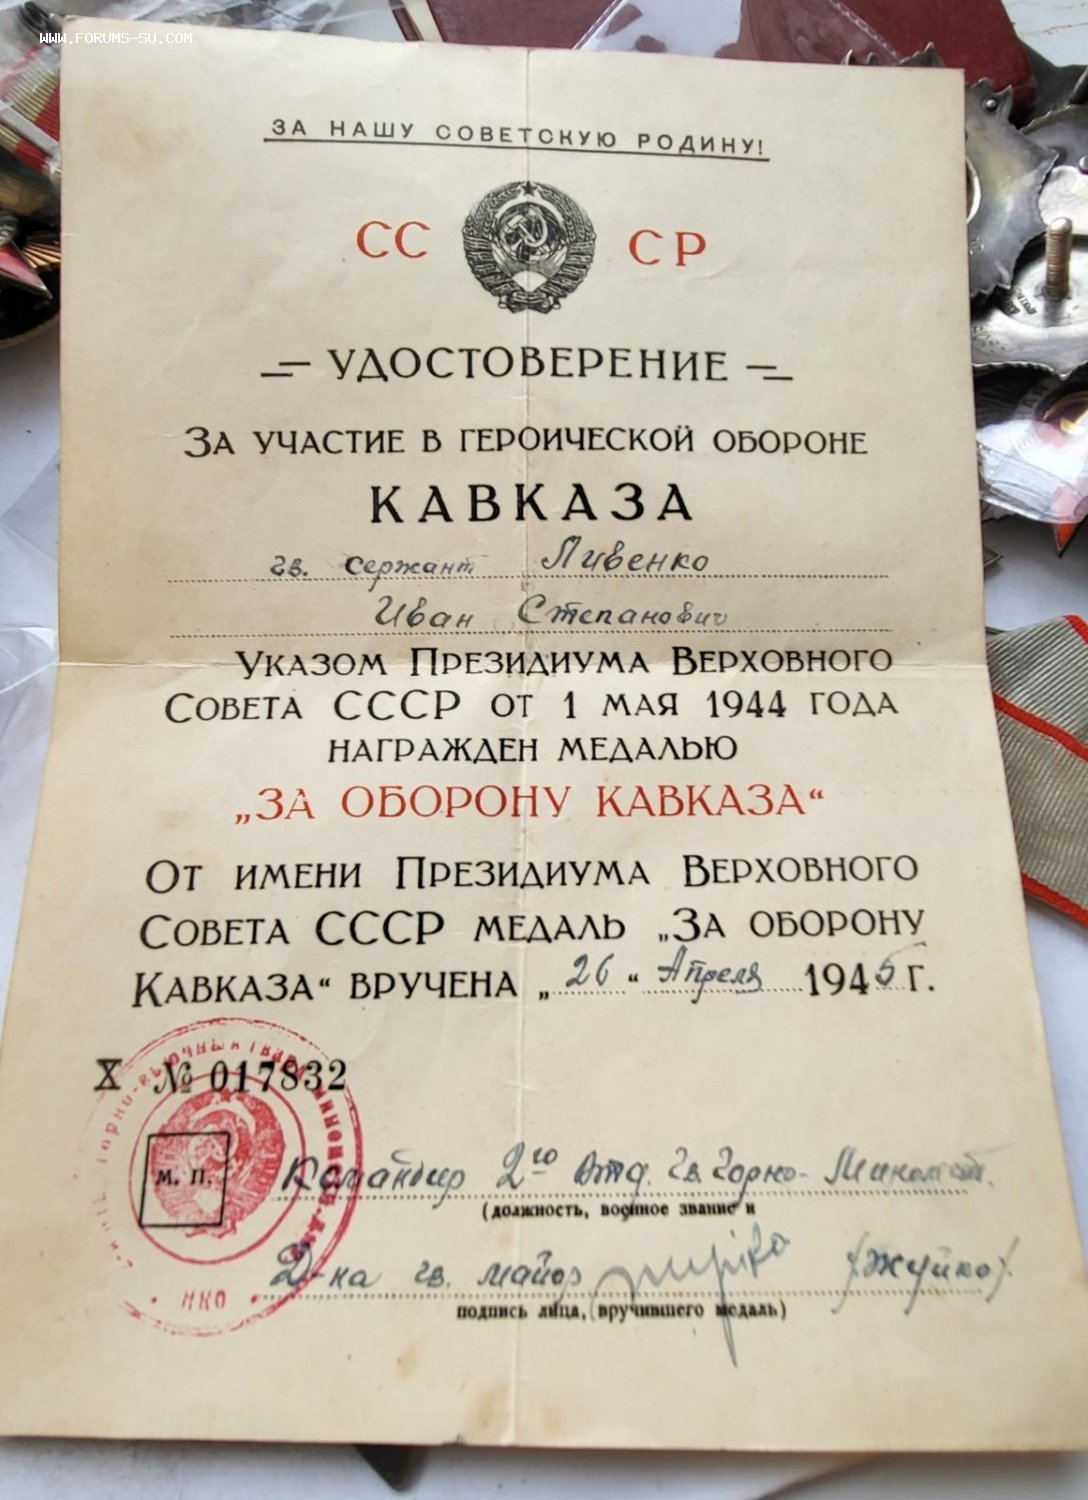 WWW.FORUMS-SU.COM
ЗА НАШУ СОВЕТСКУЮ РОДИНУ!
СС СР
УДОСТОВЕРЕНИЕ
ЗА УЧАСТИЕ В ГЕРОИЧЕСКОЙ ОБОРОНЕ
КАВКАЗА
гв. сержант Ливенко
Иван Степанович
УКАЗОМ ПРЕЗИДИУМА ВЕРХОВНОГО
СОВЕТА СССР ОТ 1 МАЯ 1944 ГОДА
НАГРАЖДЕН МЕДАЛЬЮ
„ЗА ОБОРОНУ КАВКАЗА“
ОТ ИМЕНИ ПРЕЗИДИУМА ВЕРХОВНОГО
СОВЕТА СССР МЕДАЛЬ „ЗА ОБОРОНУ
КАВКАЗА“ ВРУЧЕНА „26“ Апреля 1945 Г.
Х № 017832
М. П.
НКО
Командир 2го Отд. Гв. Горно-Миномет.
(должность, военное звание и
Д-на гв. майор (Жуйко)
подпись лица, вручившего медаль)